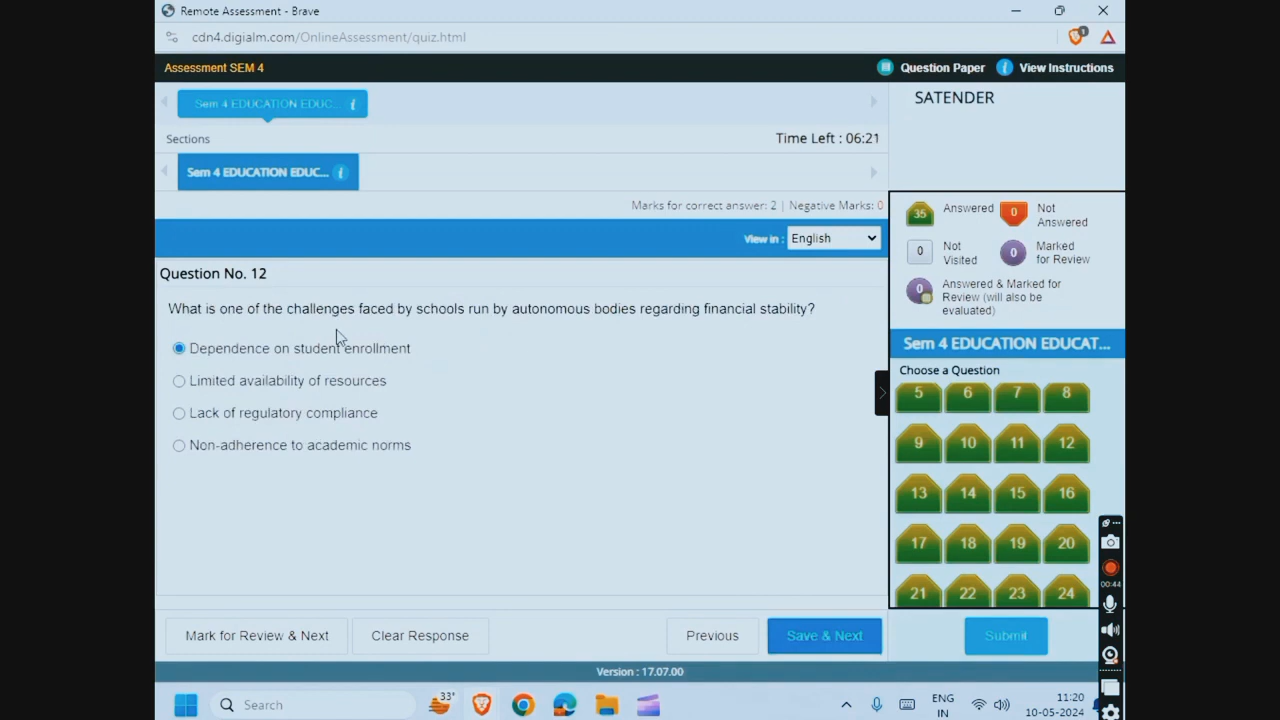 Remote Assessment - Brave
cdn4.digialm.com/OnlineAssessment/quiz.html
1
Assessment SEM 4
Question Paper
i View Instructions
Sem 4 EDUCATION EDUC... i
SATENDER
Sections
Time Left : 06:21
Sem 4 EDUCATION EDUC... i
Marks for correct answer: 2 | Negative Marks: 0
View in : English
35 Answered
0 Not Answered
0 Not Visited
0 Marked for Review
0 Answered & Marked for Review (will also be evaluated)
Question No. 12
What is one of the challenges faced by schools run by autonomous bodies regarding financial stability?
Dependence on student enrollment
Limited availability of resources
Lack of regulatory compliance
Non-adherence to academic norms
Sem 4 EDUCATION EDUCAT...
Choose a Question
5 6 7 8
9 10 11 12
13 14 15 16
17 18 19 20
21 22 23 24
00:44
Mark for Review & Next
Clear Response
Previous
Save & Next
Submit
Version : 17.07.00
Search
33°
ENG
IN
11:20
10-05-2024